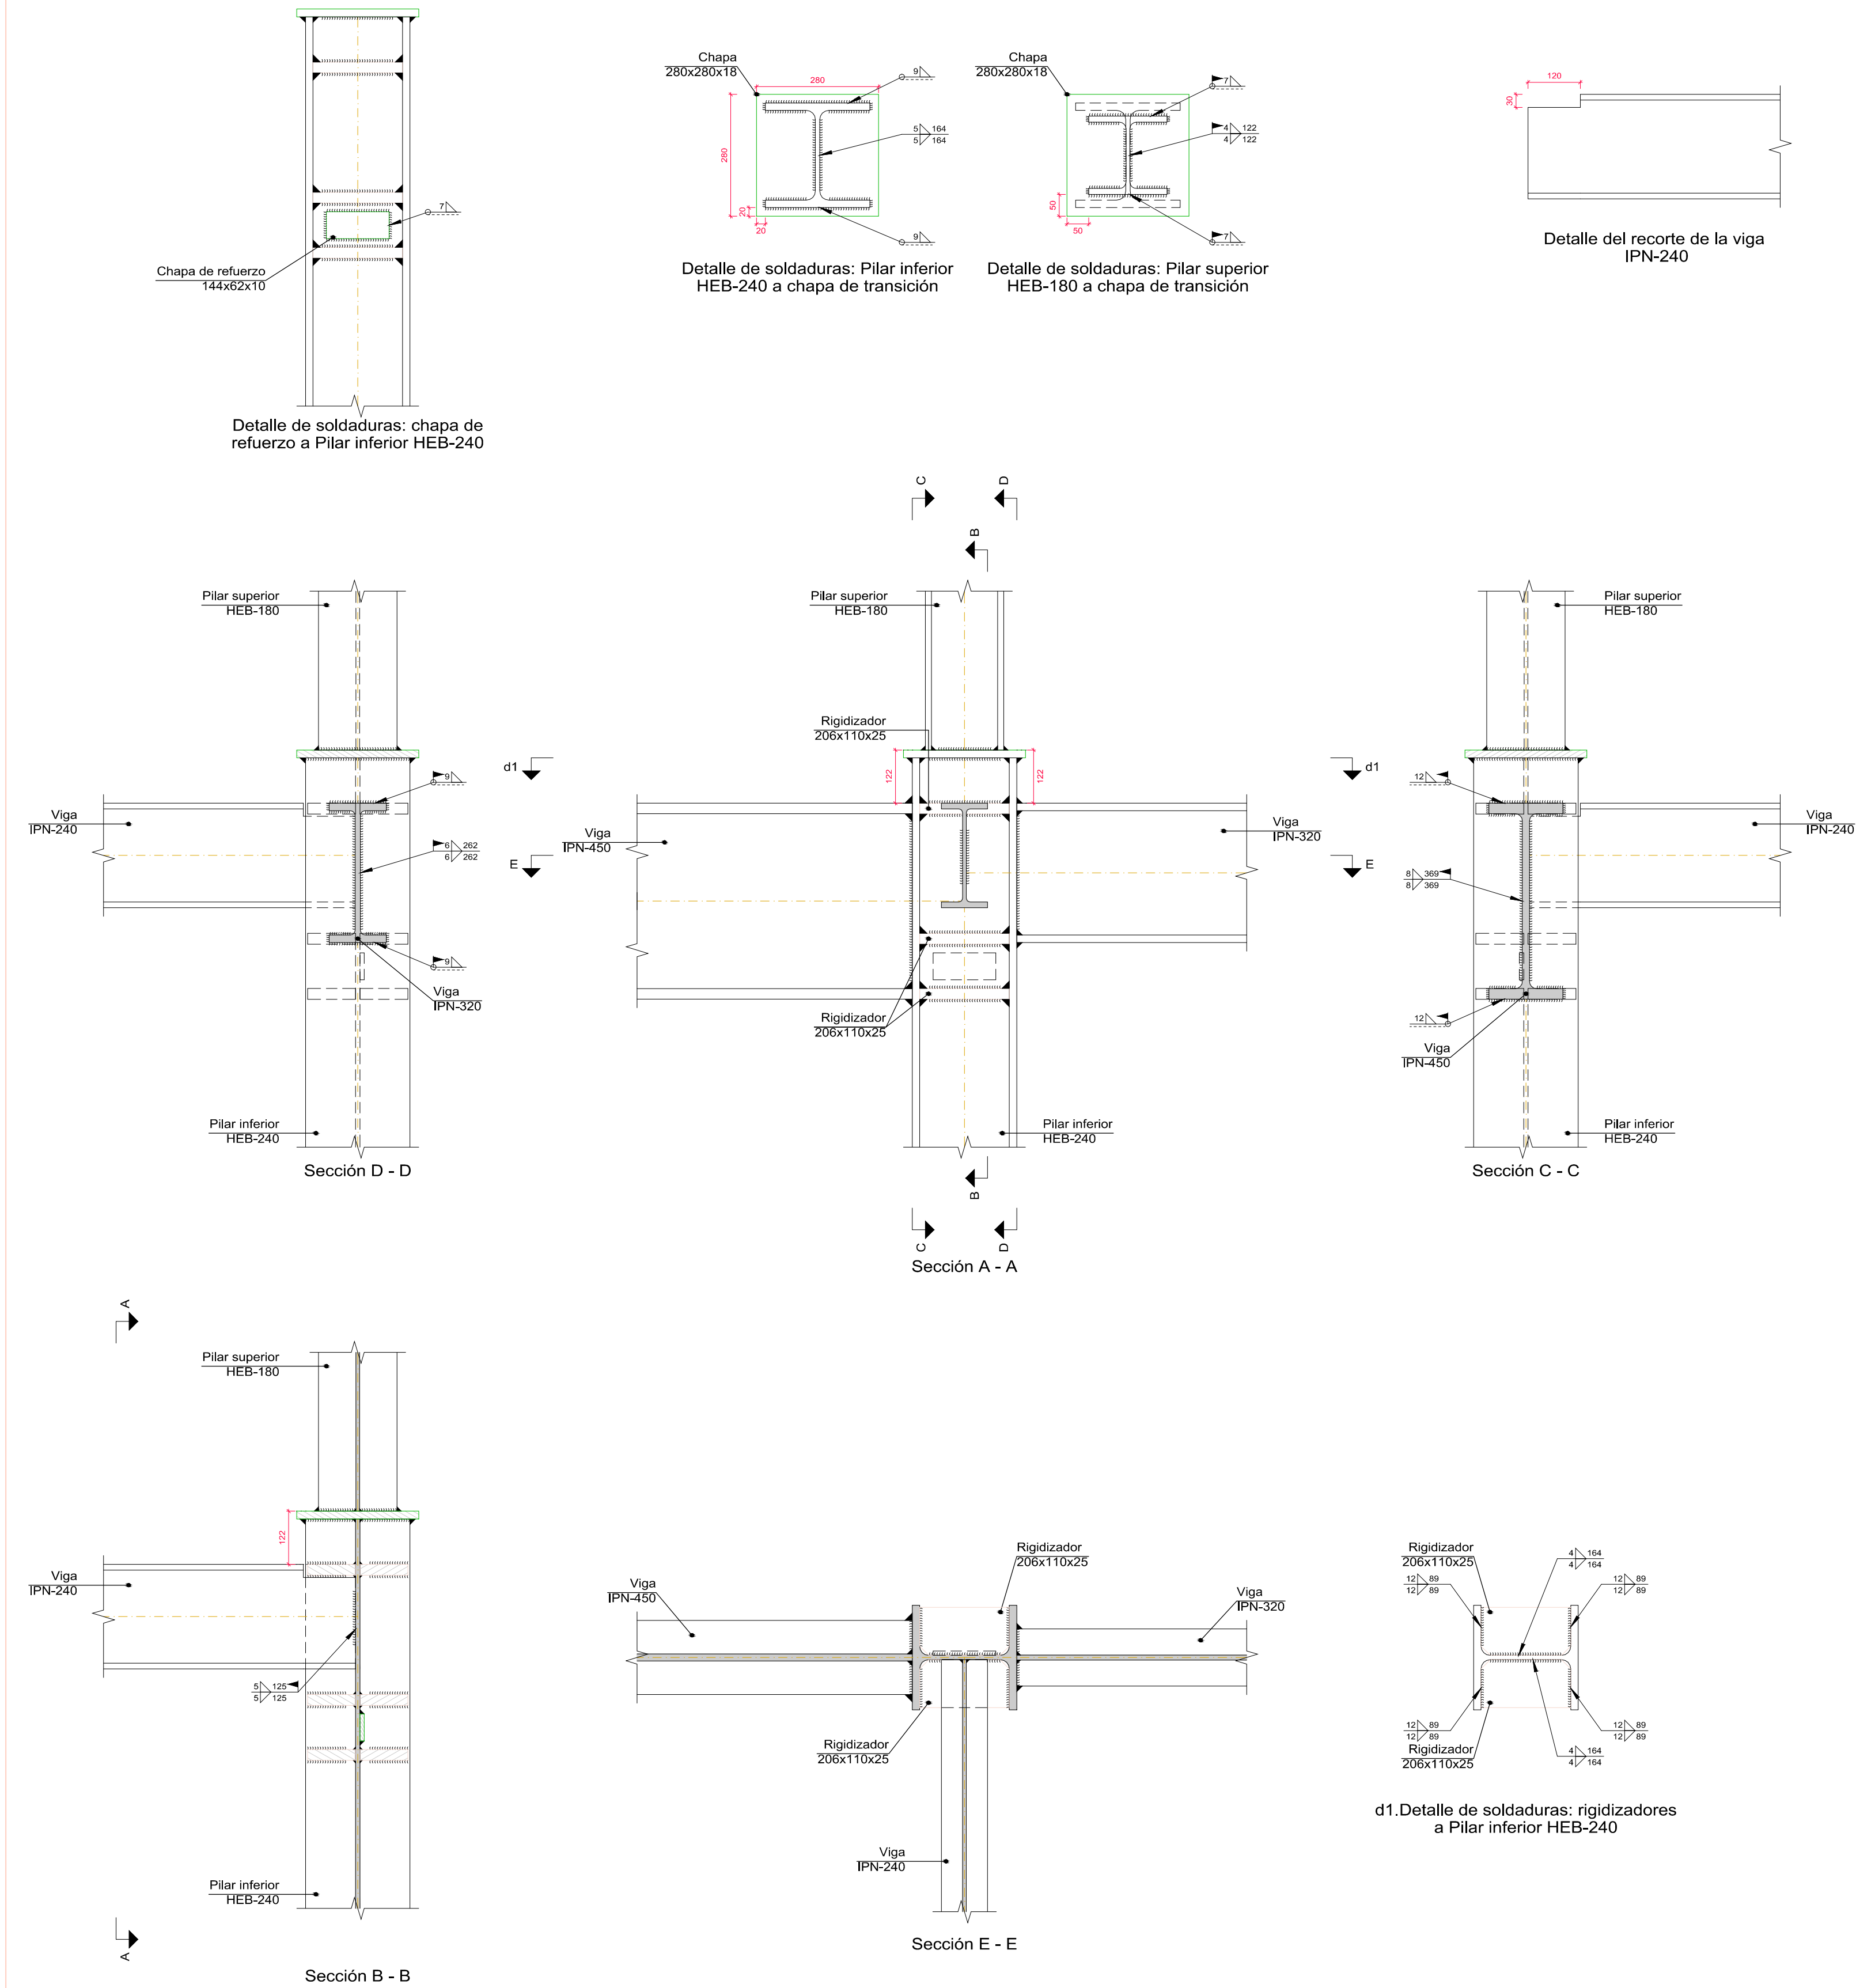 7
Chapa de refuerzo
144x62x10
Detalle de soldaduras: chapa de
refuerzo a Pilar inferior HEB-240
Chapa
280x280x18
280
280
20
20
9
5 164
5 164
9
Detalle de soldaduras: Pilar inferior
HEB-240 a chapa de transición
Chapa
280x280x18
7
4 122
4 122
50
50
7
Detalle de soldaduras: Pilar superior
HEB-180 a chapa de transición
120
30
Detalle del recorte de la viga
IPN-240
Pilar superior
HEB-180
9
Viga
IPN-240
6 262
6 262
9
Viga
IPN-320
Pilar inferior
HEB-240
Sección D - D
C
D
B
Pilar superior
HEB-180
Rigidizador
206x110x25
d1
122
122
d1
Viga
IPN-450
Viga
IPN-320
E
E
Rigidizador
206x110x25
Pilar inferior
HEB-240
B
C
D
Sección A - A
Pilar superior
HEB-180
12
Viga
IPN-240
8 369
8 369
12
Viga
IPN-450
Pilar inferior
HEB-240
Sección C - C
A
Pilar superior
HEB-180
122
Viga
IPN-240
5 125
5 125
Pilar inferior
HEB-240
A
Sección B - B
Rigidizador
206x110x25
Viga
IPN-450
Viga
IPN-320
Rigidizador
206x110x25
Viga
IPN-240
Sección E - E
Rigidizador
206x110x25
4 164
4 164
12 89
12 89
12 89
12 89
12 89
12 89
12 89
12 89
Rigidizador
206x110x25
4 164
4 164
d1.Detalle de soldaduras: rigidizadores
a Pilar inferior HEB-240